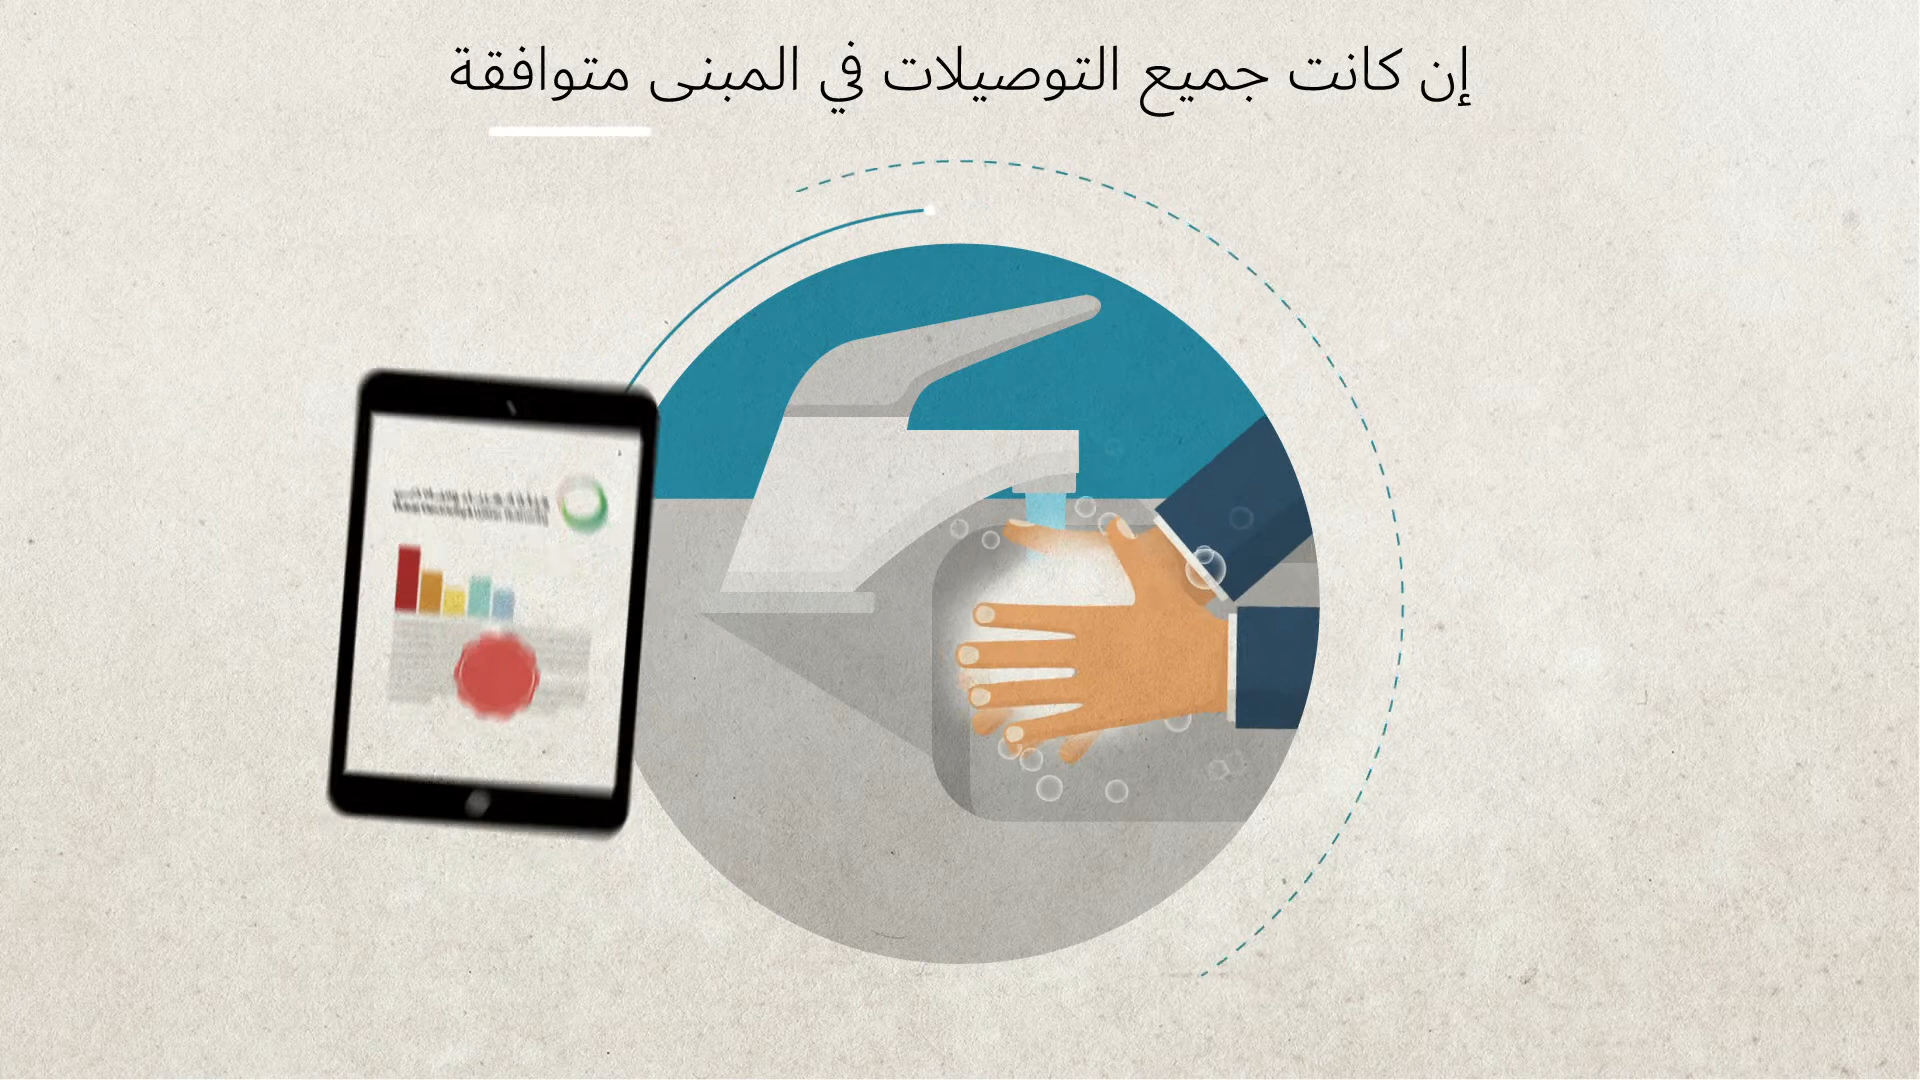 إن كانت جميع التوصيلات في المبنى متوافقة